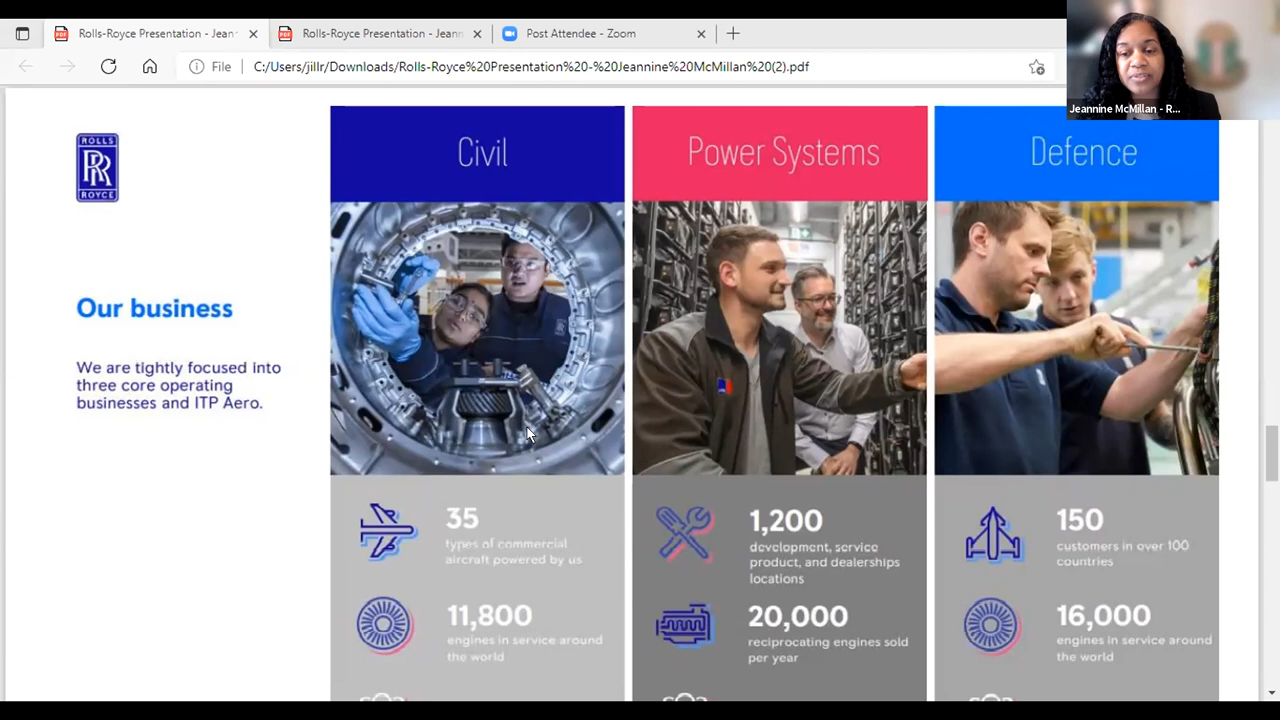 Rolls-Royce Presentation - Jean
Rolls-Royce Presentation - Jeann
Post Attendee - Zoom
File
C:/Users/jillr/Downloads/Rolls-Royce%20Presentation%20-%20Jeannine%20McMillan%20(2).pdf
Jeannine McMillan - R...
ROLLS
RR
ROYCE
Our business
We are tightly focused into
three core operating
businesses and ITP Aero.
Civil
35
types of commercial
aircraft powered by us
11,800
engines in service around
the world
Power Systems
1,200
development, service
product, and dealerships
locations
20,000
reciprocating engines sold
per year
Defence
150
customers in over 100
countries
16,000
engines in service around
the world